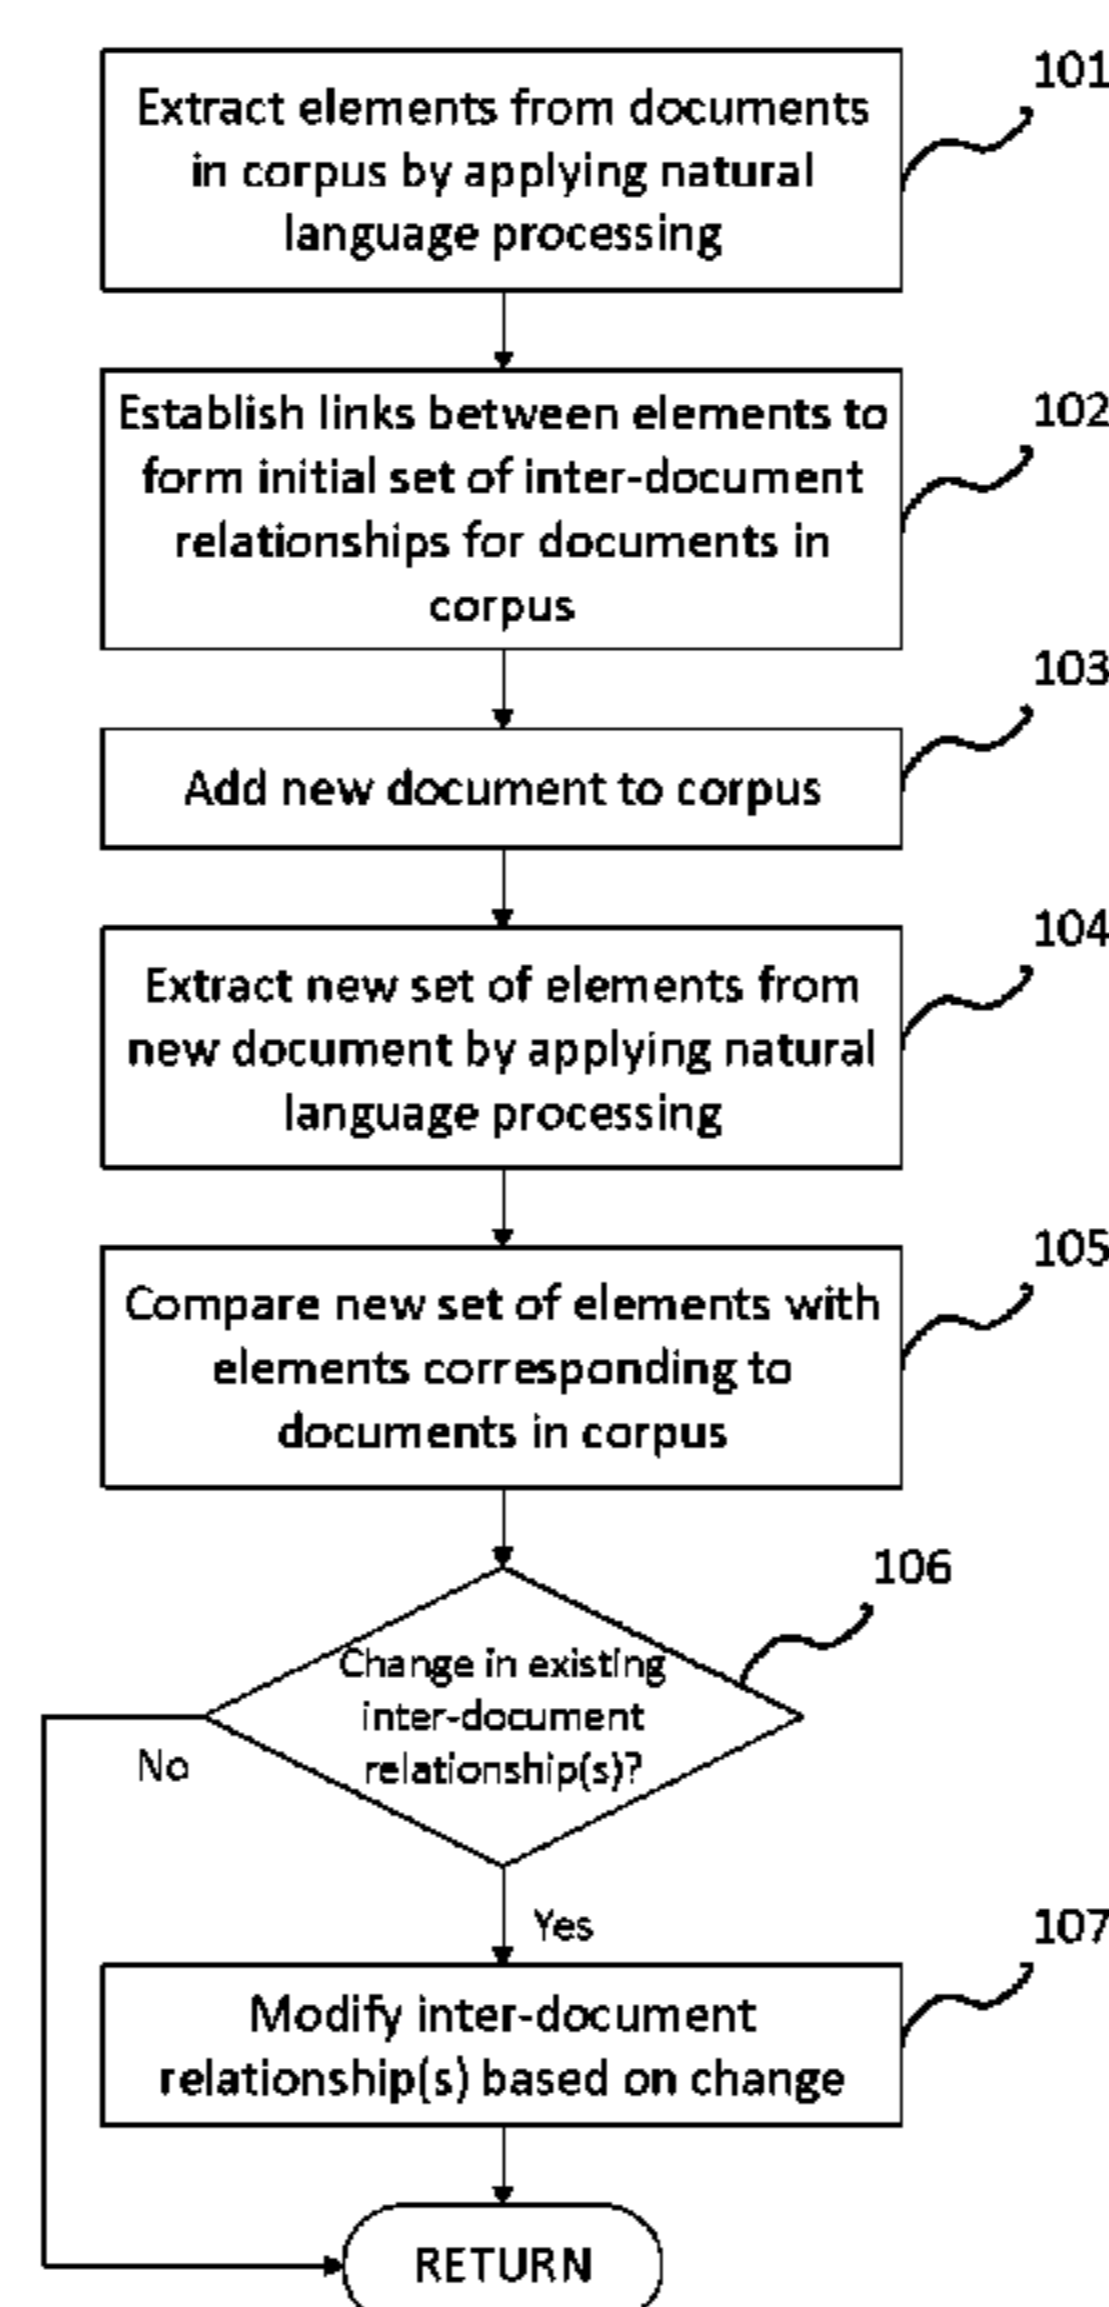 101
Extract elements from documents
in corpus by applying natural
language processing
102
Establish links between elements to
form initial set of inter-document
relationships for documents in
corpus
103
Add new document to corpus
104
Extract new set of elements from
new document by applying natural
language processing
105
Compare new set of elements with
elements corresponding to
documents in corpus
106
Change in existing
inter-document
relationship(s)?
No
Yes
107
Modify inter-document
relationship(s) based on change
RETURN